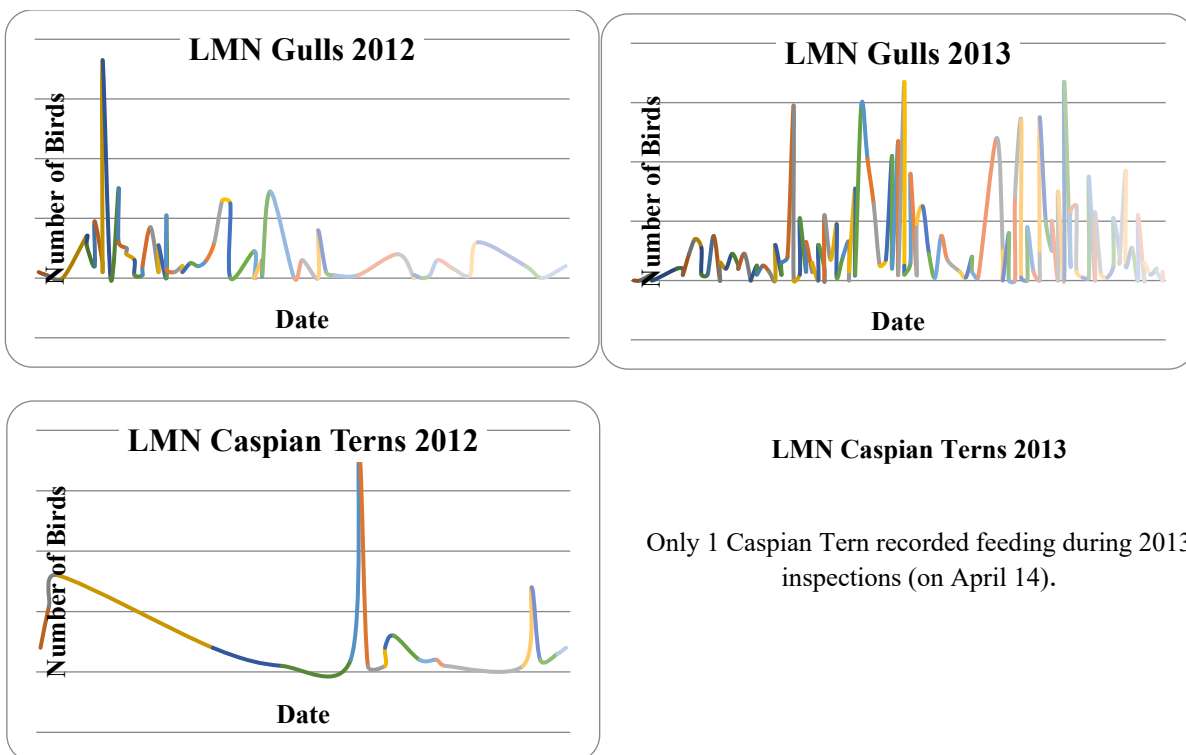 LMN Gulls 2012
Number of Birds
Date
LMN Gulls 2013
Number of Birds
Date
LMN Caspian Terns 2012
Number of Birds
Date
LMN Caspian Terns 2013
Only 1 Caspian Tern recorded feeding during 2013
inspections (on April 14).